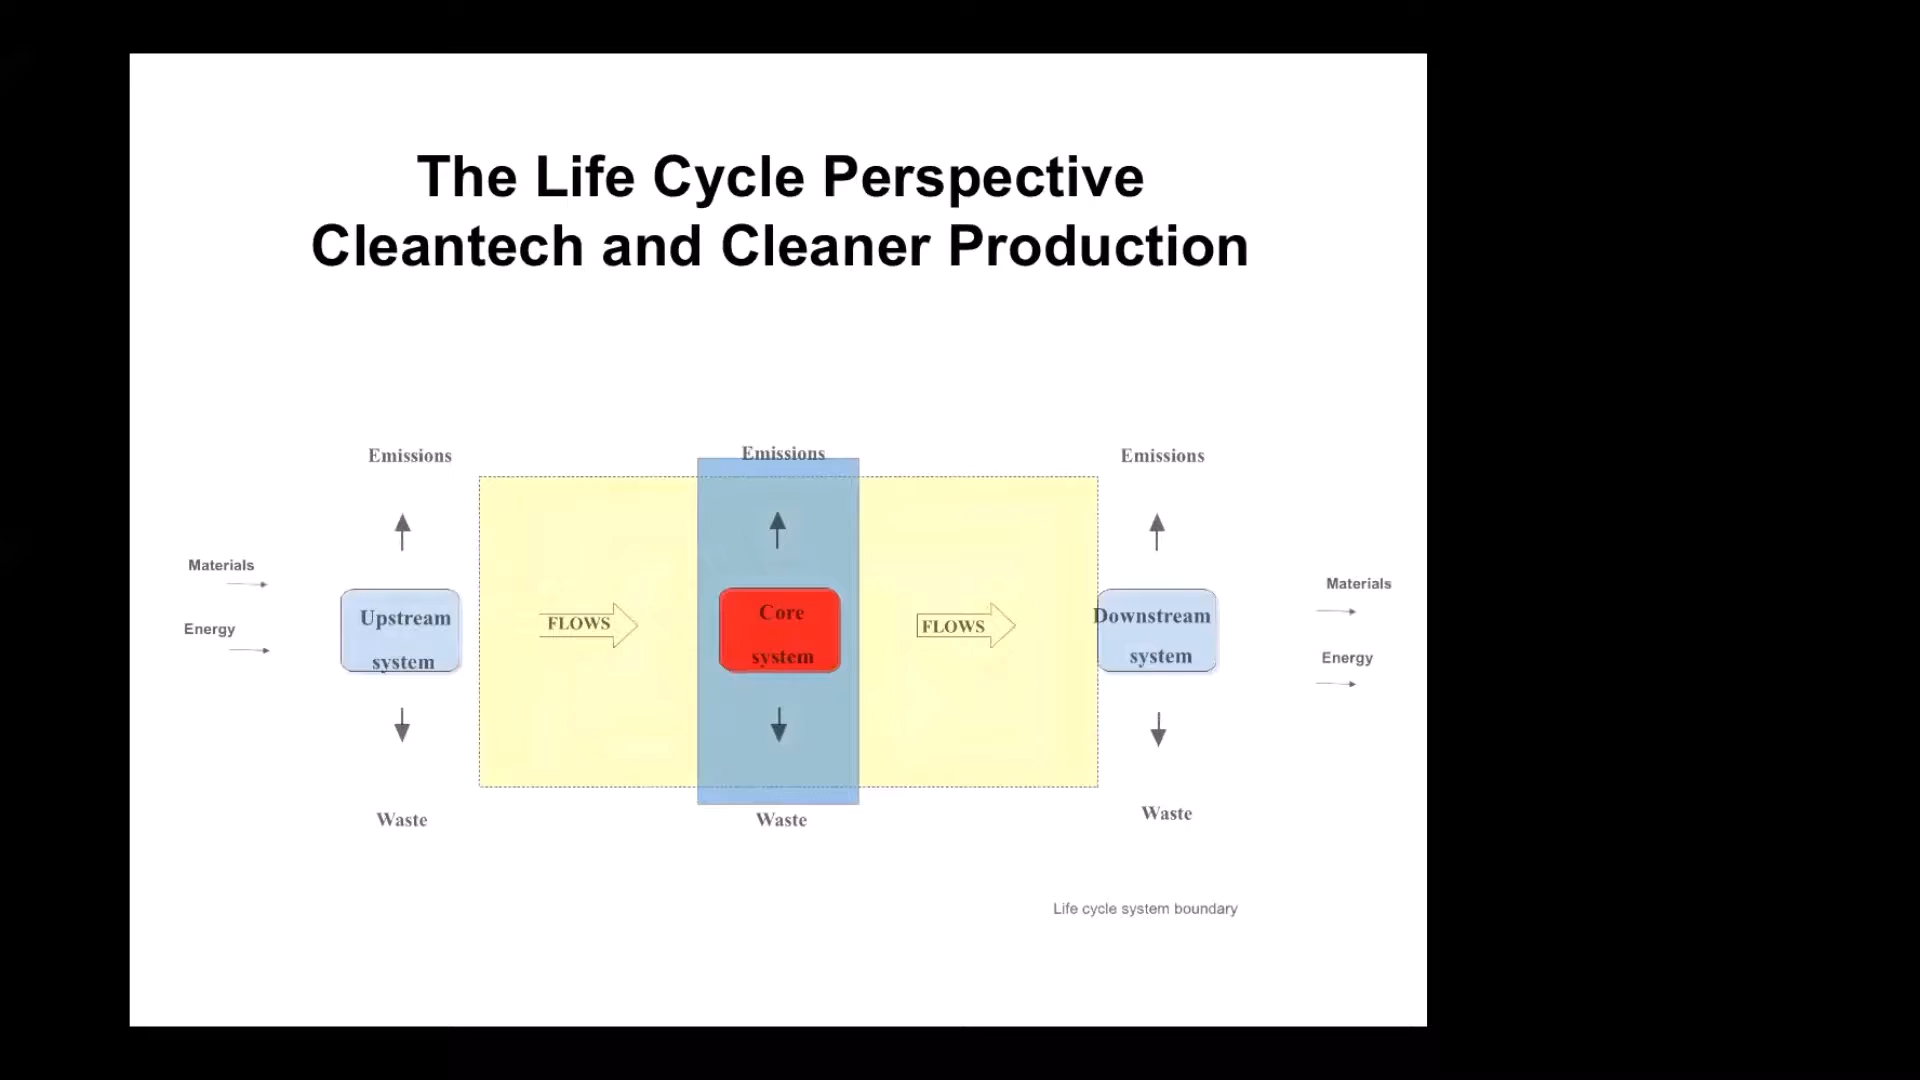 The Life Cycle Perspective
Cleantech and Cleaner Production
Emissions
Emissions
Emissions
Materials
Energy
Upstream
system
FLOWS
Core
system
FLOWS
Downstream
system
Materials
Energy
Waste
Waste
Waste
Life cycle system boundary